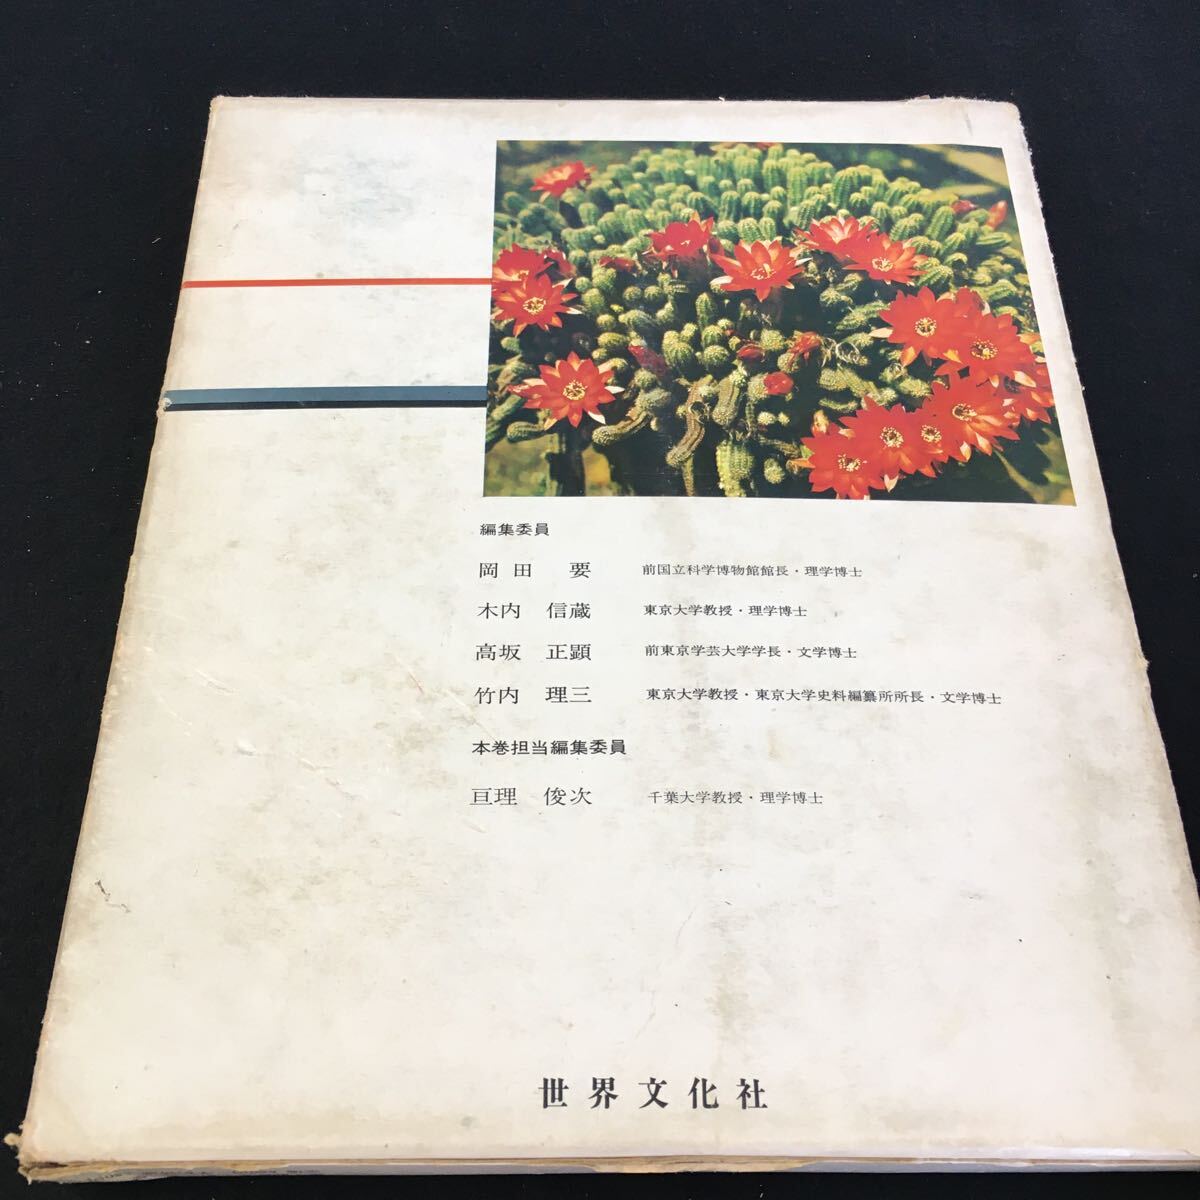 編集委員
岡田 要 前国立科学博物館館長・理学博士
木内 信蔵 東京大学教授・理学博士
高坂 正顕 前東京学芸大学学長・文学博士
竹内 理三 東京大学教授・東京大学史料編纂所所長・文学博士
本巻担当編集委員
亘理 俊次 千葉大学教授・理学博士
世界文化社